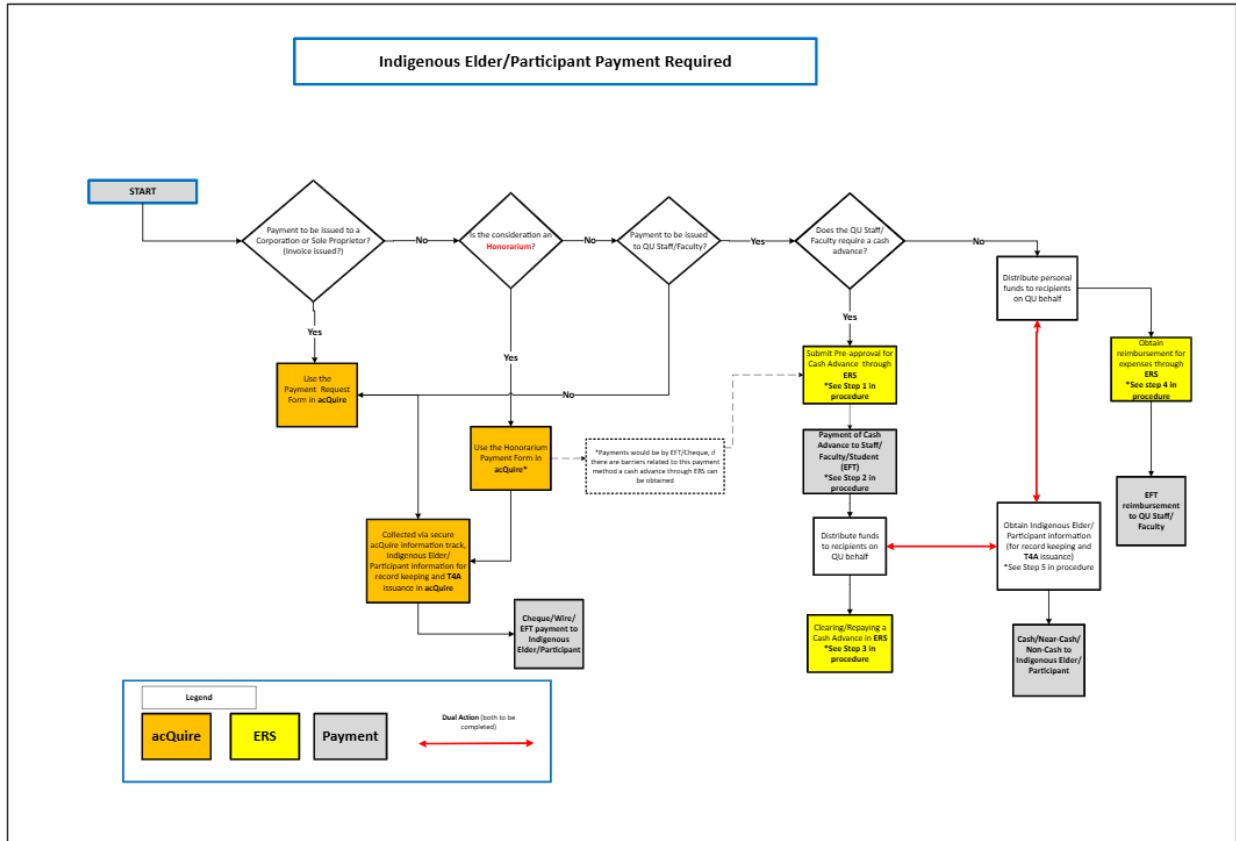 Indigenous Elder/Participant Payment Required
START
Payment to be issued to a
Corporation or Sole Proprietor?
(Invoice issued?)
No
Is the consideration an
Honorarium?
No
Payment to be issued
to QU Staff/Faculty?
Yes
Does the QU Staff/
Faculty require a cash
advance?
No
Distribute personal
funds to recipients
on QU behalf
Yes
Yes
Yes
Use the
Payment Request
Form in acQuire
No
Submit Pre-approval for
Cash Advance through
ERS
*See Step 1 in
procedure
Obtain
reimbursement for
expenses through
ERS
*See step 4 in
procedure
Use the Honorarium
Payment Form in
acQuire*
*Payments would be by EFT/Cheque, if
there are barriers related to this payment
method a cash advance through ERS can
be obtained
Payment of Cash
Advance to Staff/
Faculty/Student
(EFT)
*See Step 2 in
procedure
EFT
reimbursement
to QU Staff/
Faculty
Collected via secure
acQuire information track,
indigenous Elder/
Participant information for
record keeping and T4A
issuance in acQuire
Distribute funds
to recipients on
QU behalf
Obtain Indigenous Elder/
Participant information
(for record keeping and
T4A issuance)
*See Step 5 in procedure
Cheque/Wire/
EFT payment to
Indigenous
Elder/Participant
Clearing/Repaying a
Cash Advance in ERS
*See Step 3 in
procedure
Cash/Near-Cash/
Non-Cash to
Indigenous Elder/
Participant
Legend
acQuire
ERS
Payment
Dual Action (both to be
completed)